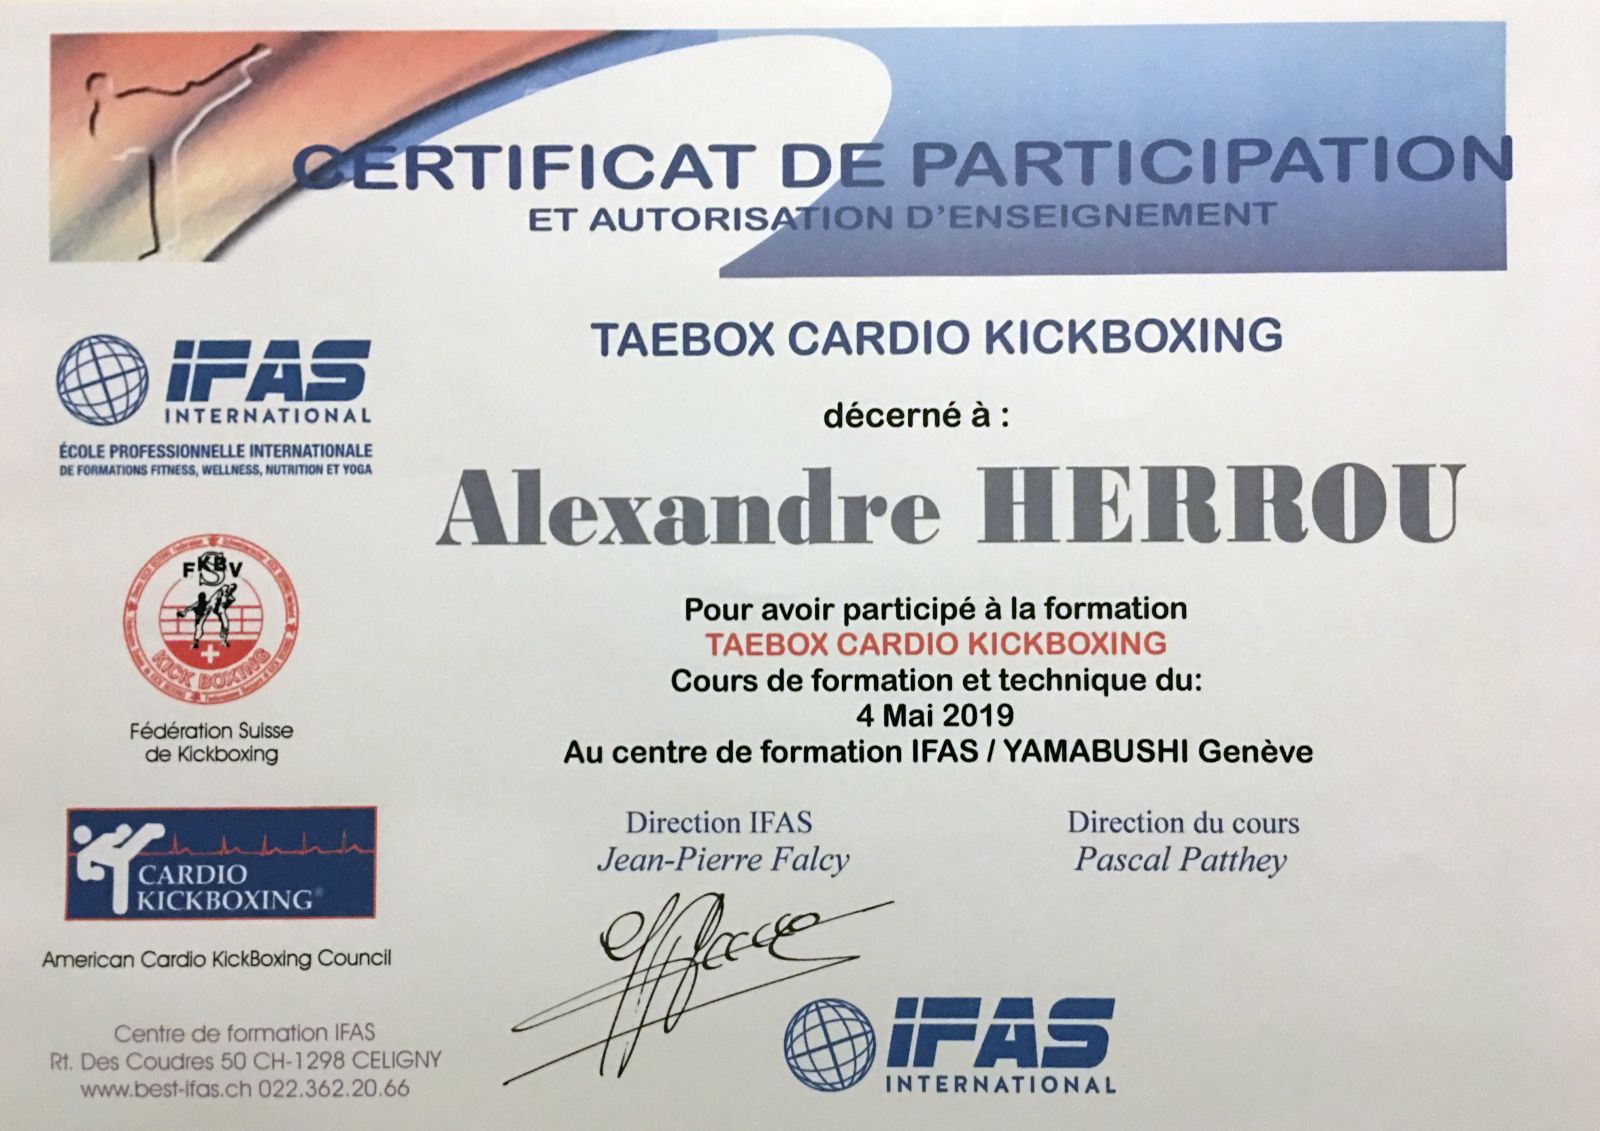 CERTIFICAT DE PARTICIPATION
ET AUTORISATION D'ENSEIGNEMENT
TAEBOX CARDIO KICKBOXING
décerné à :
Alexandre HERROU
Pour avoir participé à la formation
TAEBOX CARDIO KICKBOXING
Cours de formation et technique du:
4 Mai 2019
Au centre de formation IFAS / YAMABUSHI Genève
Direction IFAS
Jean-Pierre Falcy
Direction du cours
Pascal Patthey
IFAS
INTERNATIONAL
ÉCOLE PROFESSIONNELLE INTERNATIONALE
DE FORMATIONS FITNESS, WELLNESS, NUTRITION ET YOGA
FSKBV
KICK BOXING
Fédération Suisse
de Kickboxing
CARDIO
KICKBOXING®
American Cardio KickBoxing Council
Centre de formation IFAS
Rt. Des Coudres 50 CH-1298 CELIGNY
www.best-ifas.ch 022.362.20.66
IFAS
INTERNATIONAL